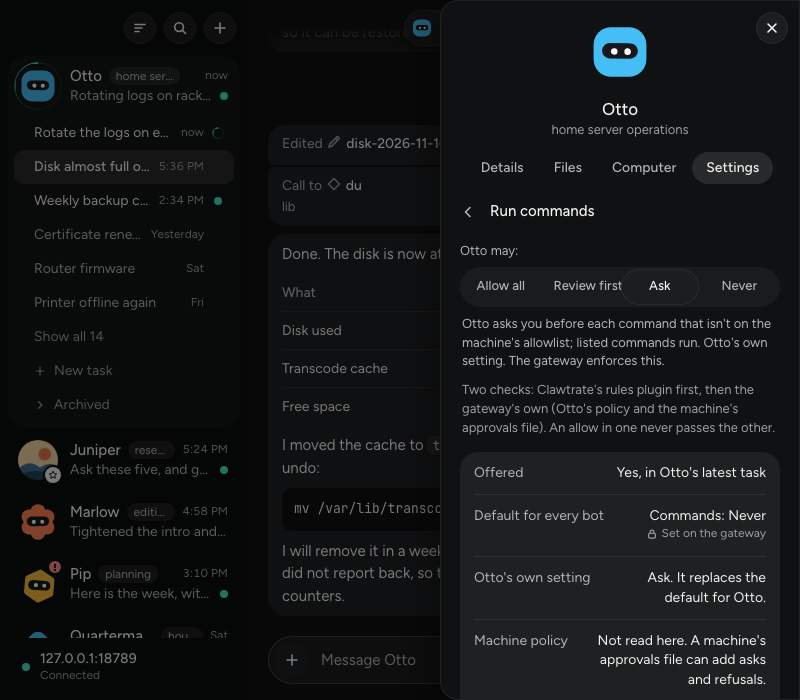 Otto
home ser...
now
Rotating logs on rack...
Rotate the logs on e...
now
Disk almost full o...
5:36 PM
Weekly backup c...
2:34 PM
Certificate rene...
Yesterday
Router firmware
Sat
Printer offline again
Fri
Show all 14
New task
Archived
Juniper
rese...
5:24 PM
Ask these five, and g...
Marlow
editi...
4:58 PM
Tightened the intro and...
Pip
planning
3:10 PM
Here is the week, wit...
Quarterma
hou
Sat
127.0.0.1:18789
Connected
so it can be restore
Edited
disk-2026-11-1
Call to
du
lib
Done. The disk is now at
What
Disk used
Transcode cache
Free space
I moved the cache to
undo:
mv /var/lib/transco
I will remove it in a week
did not report back, so t
counters.
Message Otto
Otto
home server operations
Details
Files
Computer
Settings
Run commands
Otto may:
Allow all
Review first
Ask
Never
Otto asks you before each command that isn't on the
machine's allowlist; listed commands run. Otto's own
setting. The gateway enforces this.
Two checks: Clawtrate's rules plugin first, then the
gateway's own (Otto's policy and the machine's
approvals file). An allow in one never passes the other.
Offered
Yes, in Otto's latest task
Default for every bot
Commands: Never
Set on the gateway
Otto's own setting
Ask. It replaces the
default for Otto.
Machine policy
Not read here. A machine's
approvals file can add asks
and refusals.